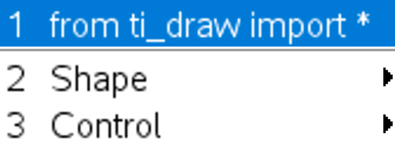 1 from ti_draw import *
2 Shape
3 Control